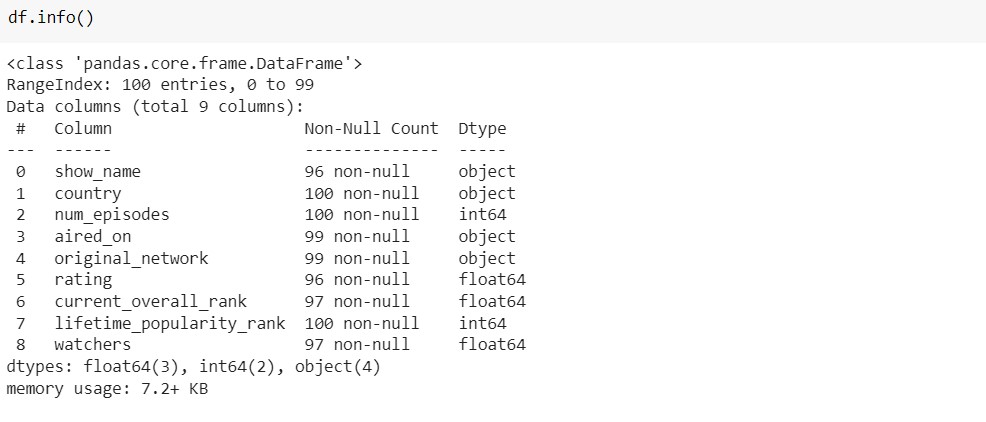 df.info()
<class 'pandas.core.frame.DataFrame'>
RangeIndex: 100 entries, 0 to 99
Data columns (total 9 columns):
 #   Column                    Non-Null Count  Dtype
---  ------                    --------------  -----
 0   show_name                 96 non-null     object
 1   country                   100 non-null    object
 2   num_episodes              100 non-null    int64
 3   aired_on                  99 non-null     object
 4   original_network          99 non-null     object
 5   rating                    96 non-null     float64
 6   current_overall_rank      97 non-null     float64
 7   lifetime_popularity_rank  100 non-null    int64
 8   watchers                  97 non-null     float64
dtypes: float64(3), int64(2), object(4)
memory usage: 7.2+ KB